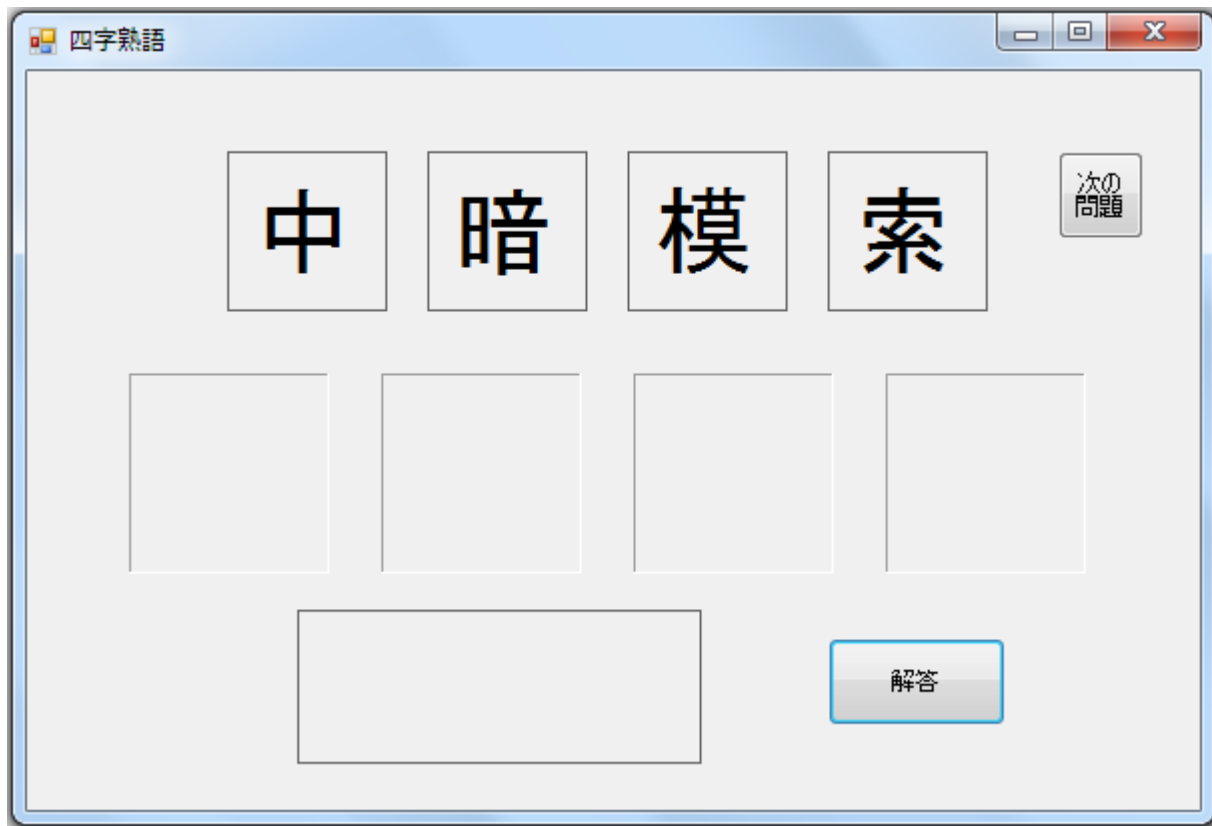 四字熟語
中 暗 模 索
次の
問題
解答